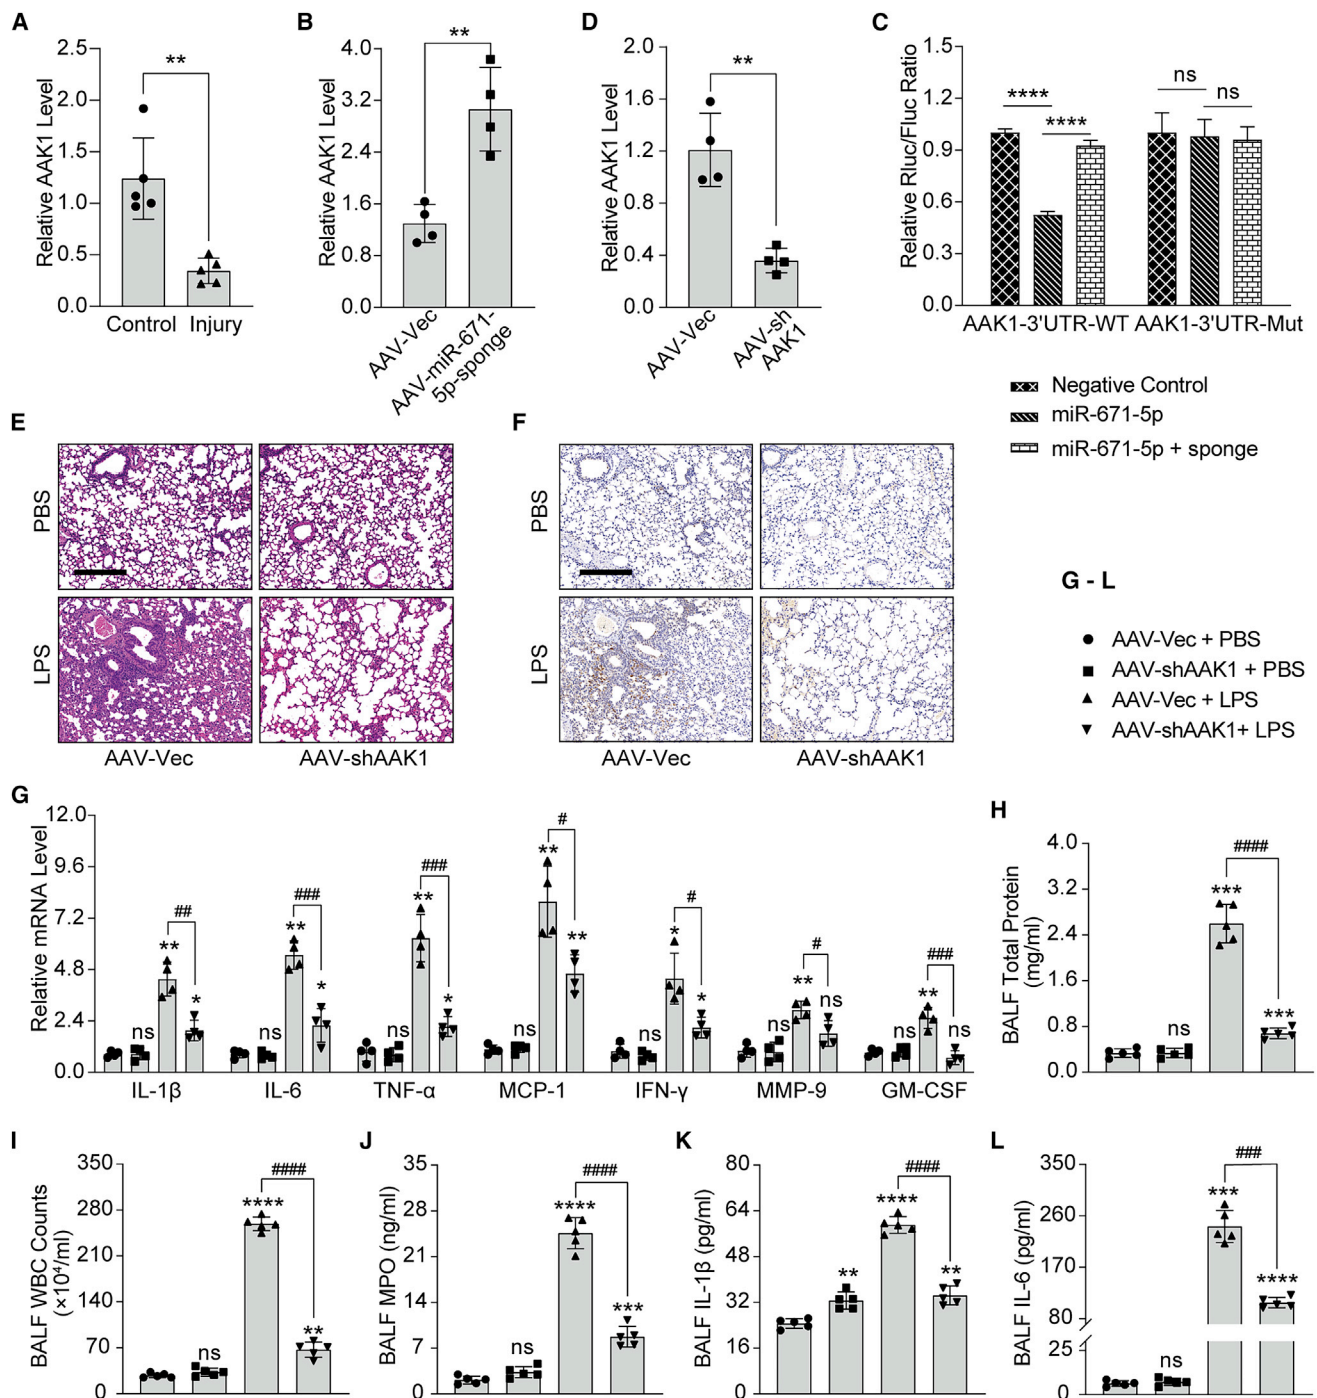 A
B
D
C
2.5
2.0
1.5
1.0
0.5
0.0
Relative AAK1 Level
**
Control
Injury
4.0
3.2
2.4
1.6
0.8
0.0
Relative AAK1 Level
**
AAV-Vec
AAV-miR-671-
5p-sponge
2.0
1.6
1.2
0.8
0.4
0.0
Relative AAK1 Level
**
AAV-Vec
AAV-sh
AAK1
1.5
1.2
0.9
0.6
0.3
0.0
Relative Rluc/Fluc Ratio
****
****
ns
ns
AAK1-3'UTR-WT
AAK1-3'UTR-Mut
Negative Control
miR-671-5p
miR-671-5p + sponge
E
PBS
LPS
AAV-Vec
AAV-shAAK1
F
PBS
LPS
AAV-Vec
AAV-shAAK1
G - L
AAV-Vec + PBS
AAV-shAAK1 + PBS
AAV-Vec + LPS
AAV-shAAK1+ LPS
G
12.0
9.6
7.2
4.8
2.4
0.0
Relative mRNA Level
ns
**
##
*
IL-1β
ns
**
###
*
IL-6
ns
**
###
*
TNF-α
ns
**
#
**
MCP-1
ns
*
#
*
IFN-γ
ns
**
#
ns
MMP-9
ns
**
###
ns
GM-CSF
H
4.0
3.2
2.4
1.6
0.8
0.0
BALF Total Protein
(mg/ml)
ns
***
####
***
I
350
280
210
140
70
0
BALF WBC Counts
(×10⁴/ml)
ns
****
####
**
J
35
28
21
14
7
0
BALF MPO (ng/ml)
ns
****
####
***
K
80
64
48
32
16
0
BALF IL-1β (pg/ml)
**
****
####
**
L
350
260
170
80
25
0
BALF IL-6 (pg/ml)
ns
***
###
****